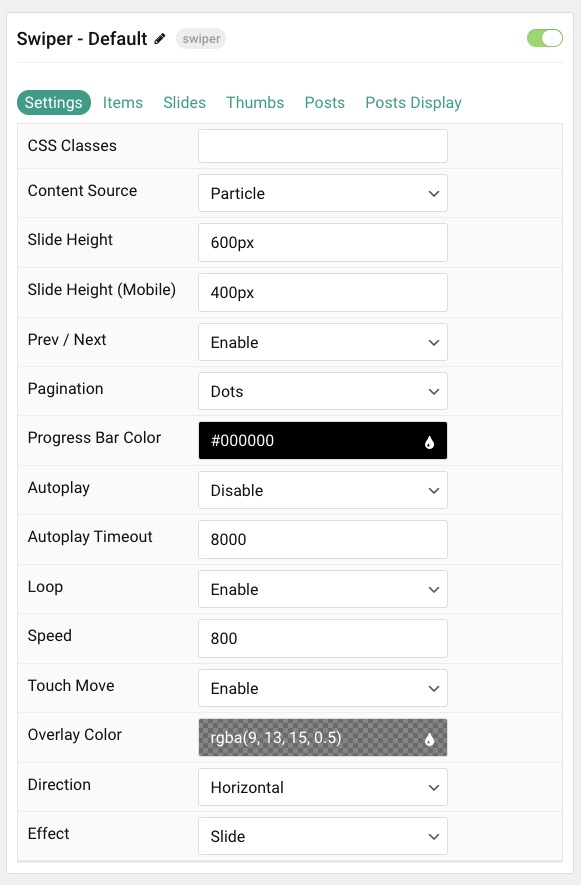 Swiper - Default swiper
Settings Items Slides Thumbs Posts Posts Display
CSS Classes
Content Source Particle
Slide Height 600px
Slide Height (Mobile) 400px
Prev / Next Enable
Pagination Dots
Progress Bar Color #000000
Autoplay Disable
Autoplay Timeout 8000
Loop Enable
Speed 800
Touch Move Enable
Overlay Color rgba(9, 13, 15, 0.5)
Direction Horizontal
Effect Slide